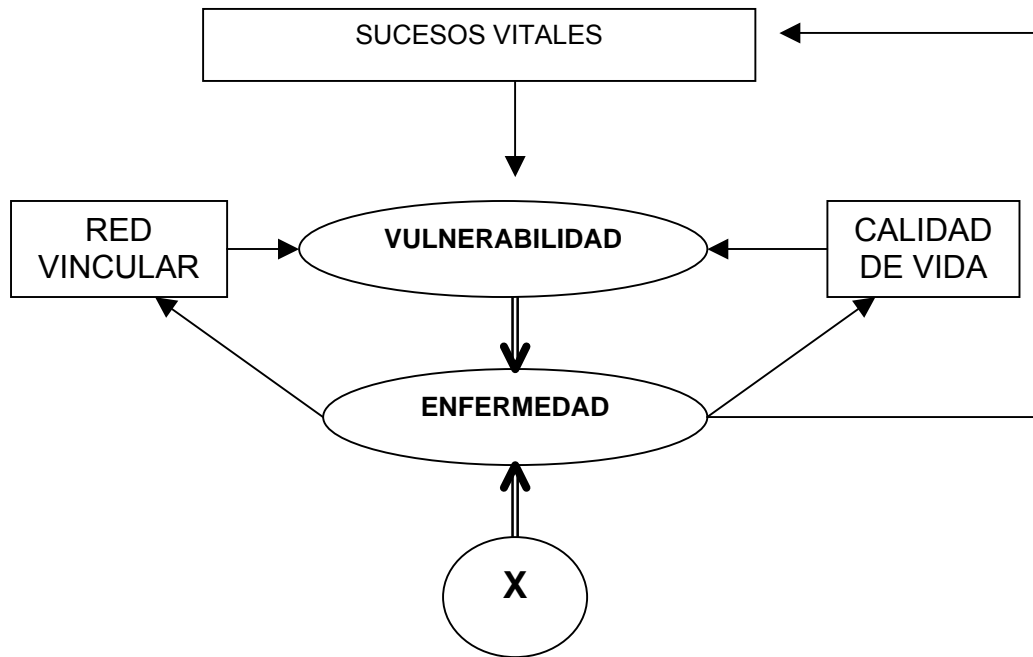 SUCESOS VITALES
RED
VINCULAR
VULNERABILIDAD
CALIDAD
DE VIDA
ENFERMEDAD
X